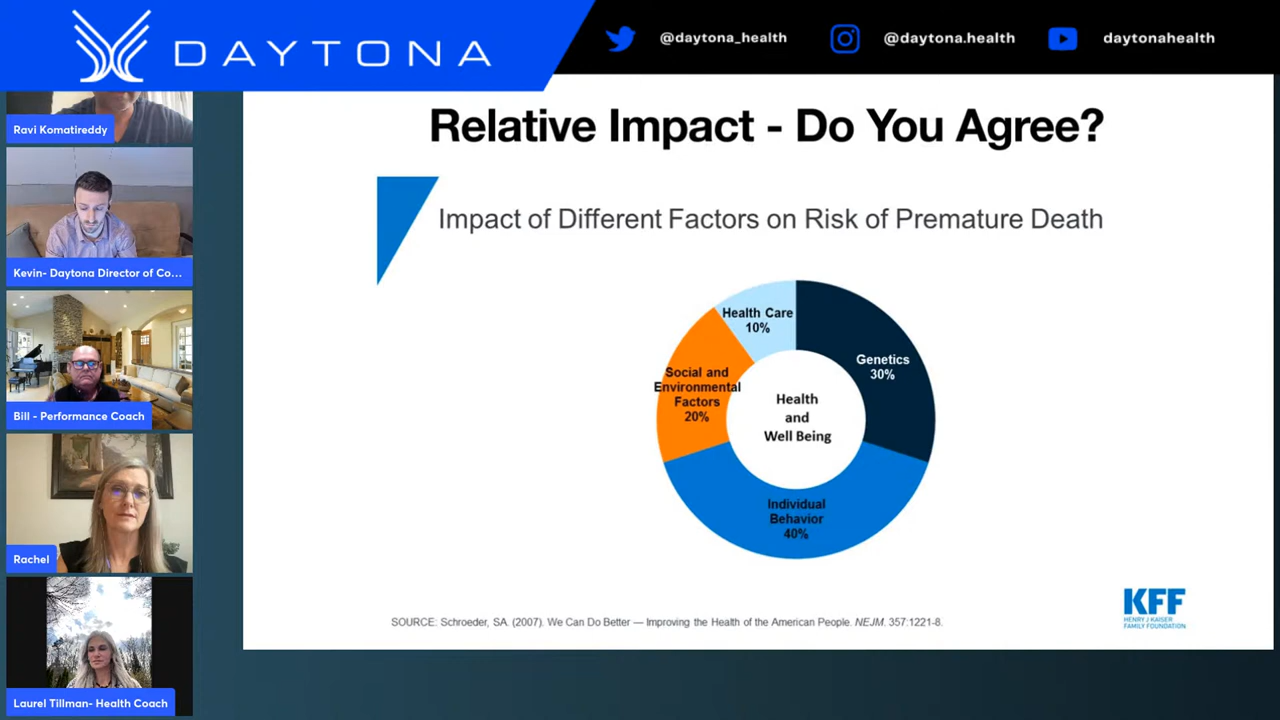 DAYTONA
@daytona_health
@daytona.health
daytonahealth
Ravi Komatireddy
Kevin- Daytona Director of Co...
Bill - Performance Coach
Rachel
Laurel Tillman- Health Coach
Relative Impact - Do You Agree?
Impact of Different Factors on Risk of Premature Death
Health Care
10%
Genetics
30%
Social and
Environmental
Factors
20%
Health
and
Well Being
Individual
Behavior
40%
SOURCE: Schroeder, SA. (2007). We Can Do Better — Improving the Health of the American People. NEJM. 357:1221-8.
KFF
HENRY J KAISER
FAMILY FOUNDATION